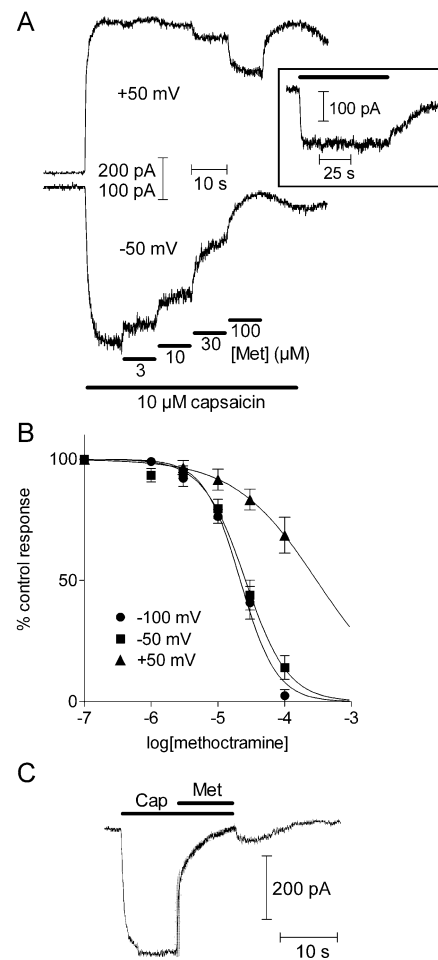 A
+50 mV
100 pA
25 s
200 pA
100 pA
10 s
-50 mV
3
10
30
100
[Met] (µM)
10 µM capsaicin
B
100
50
0
% control response
-100 mV
-50 mV
+50 mV
-7 -6 -5 -4 -3
log[methoctramine]
C
Met
Cap
200 pA
10 s